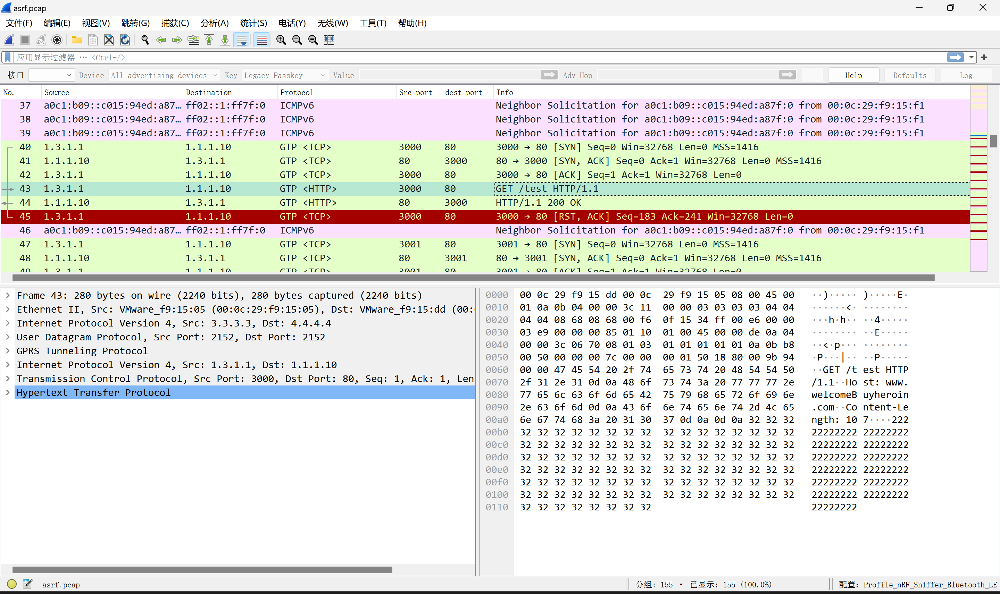 asrf.pcap
文件(F) 编辑(E) 视图(V) 跳转(G) 捕获(C) 分析(A) 统计(S) 电话(Y) 无线(W) 工具(T) 帮助(H)
应用显示过滤器 … <Ctrl-/>
接口 Device All advertising devices Key Legacy Passkey Value Adv Hop Help Defaults Log
No. Source Destination Protocol Src port dest port Info
37 a0c1:b09::c015:94ed:a87… ff02::1:ff7f:0 ICMPv6 Neighbor Solicitation for a0c1:b09::c015:94ed:a87f:0 from 00:0c:29:f9:15:f1
38 a0c1:b09::c015:94ed:a87… ff02::1:ff7f:0 ICMPv6 Neighbor Solicitation for a0c1:b09::c015:94ed:a87f:0 from 00:0c:29:f9:15:f1
39 a0c1:b09::c015:94ed:a87… ff02::1:ff7f:0 ICMPv6 Neighbor Solicitation for a0c1:b09::c015:94ed:a87f:0 from 00:0c:29:f9:15:f1
40 1.3.1.1 1.1.1.10 GTP <TCP> 3000 80 3000 → 80 [SYN] Seq=0 Win=32768 Len=0 MSS=1416
41 1.1.1.10 1.3.1.1 GTP <TCP> 80 3000 80 → 3000 [SYN, ACK] Seq=0 Ack=1 Win=32768 Len=0 MSS=1416
42 1.3.1.1 1.1.1.10 GTP <TCP> 3000 80 3000 → 80 [ACK] Seq=1 Ack=1 Win=32768 Len=0
43 1.3.1.1 1.1.1.10 GTP <HTTP> 3000 80 GET /test HTTP/1.1
44 1.1.1.10 1.3.1.1 GTP <HTTP> 80 3000 HTTP/1.1 200 OK
45 1.3.1.1 1.1.1.10 GTP <TCP> 3000 80 3000 → 80 [RST, ACK] Seq=183 Ack=241 Win=32768 Len=0
46 a0c1:b09::c015:94ed:a87… ff02::1:ff7f:0 ICMPv6 Neighbor Solicitation for a0c1:b09::c015:94ed:a87f:0 from 00:0c:29:f9:15:f1
47 1.3.1.1 1.1.1.10 GTP <TCP> 3001 80 3001 → 80 [SYN] Seq=0 Win=32768 Len=0 MSS=1416
48 1.1.1.10 1.3.1.1 GTP <TCP> 80 3001 80 → 3001 [SYN, ACK] Seq=0 Ack=1 Win=32768 Len=0 MSS=1416
49 1.3.1.1 1.1.1.10 GTP <TCP> 3001 80 3001 → 80 [ACK] Seq=1 Ack=1 Win=32768 Len=0
Frame 43: 280 bytes on wire (2240 bits), 280 bytes captured (2240 bits)
Ethernet II, Src: VMware_f9:15:05 (00:0c:29:f9:15:05), Dst: VMware_f9:15:dd (00:
Internet Protocol Version 4, Src: 3.3.3.3, Dst: 4.4.4.4
User Datagram Protocol, Src Port: 2152, Dst Port: 2152
GPRS Tunneling Protocol
Internet Protocol Version 4, Src: 1.3.1.1, Dst: 1.1.1.10
Transmission Control Protocol, Src Port: 3000, Dst Port: 80, Seq: 1, Ack: 1, Len
Hypertext Transfer Protocol
0000 00 0c 29 f9 15 dd 00 0c 29 f9 15 05 08 00 45 00 ··)····· )·····E·
0010 01 0a 0b 04 00 00 3c 11 00 00 03 03 03 03 04 04 ······<· ········
0020 04 04 08 68 08 68 00 f6 0f 15 34 ff 00 e6 00 00 ···h·h·· ··4·····
0030 03 e9 00 00 00 85 01 10 01 00 45 00 00 de 0a 04 ········ ··E·····
0040 00 00 3c 06 70 08 01 03 01 01 01 01 01 0a 0b b8 ··<·p··· ········
0050 00 50 00 00 00 7c 00 00 00 01 50 18 80 00 9b 94 ·P···|·· ··P·····
0060 00 00 47 45 54 20 2f 74 65 73 74 20 48 54 54 50 ··GET /t est HTTP
0070 2f 31 2e 31 0d 0a 48 6f 73 74 3a 20 77 77 77 2e /1.1··Ho st: www.
0080 77 65 6c 63 6f 6d 65 42 75 79 68 65 72 6f 69 6e welcomeB uyheroin
0090 2e 63 6f 6d 0d 0a 43 6f 6e 74 65 6e 74 2d 4c 65 .com··Co ntent-Le
00a0 6e 67 74 68 3a 20 31 30 37 0d 0a 0d 0a 32 32 32 ngth: 10 7····222
00b0 32 32 32 32 32 32 32 32 32 32 32 32 32 32 32 32 22222222 22222222
00c0 32 32 32 32 32 32 32 32 32 32 32 32 32 32 32 32 22222222 22222222
00d0 32 32 32 32 32 32 32 32 32 32 32 32 32 32 32 32 22222222 22222222
00e0 32 32 32 32 32 32 32 32 32 32 32 32 32 32 32 32 22222222 22222222
00f0 32 32 32 32 32 32 32 32 32 32 32 32 32 32 32 32 22222222 22222222
0100 32 32 32 32 32 32 32 32 32 32 32 32 32 32 32 32 22222222 22222222
0110 32 32 32 32 32 32 32 32 22222222
asrf.pcap 分组: 155 · 已显示: 155 (100.0%) 配置: Profile_nRF_Sniffer_Bluetooth_LE